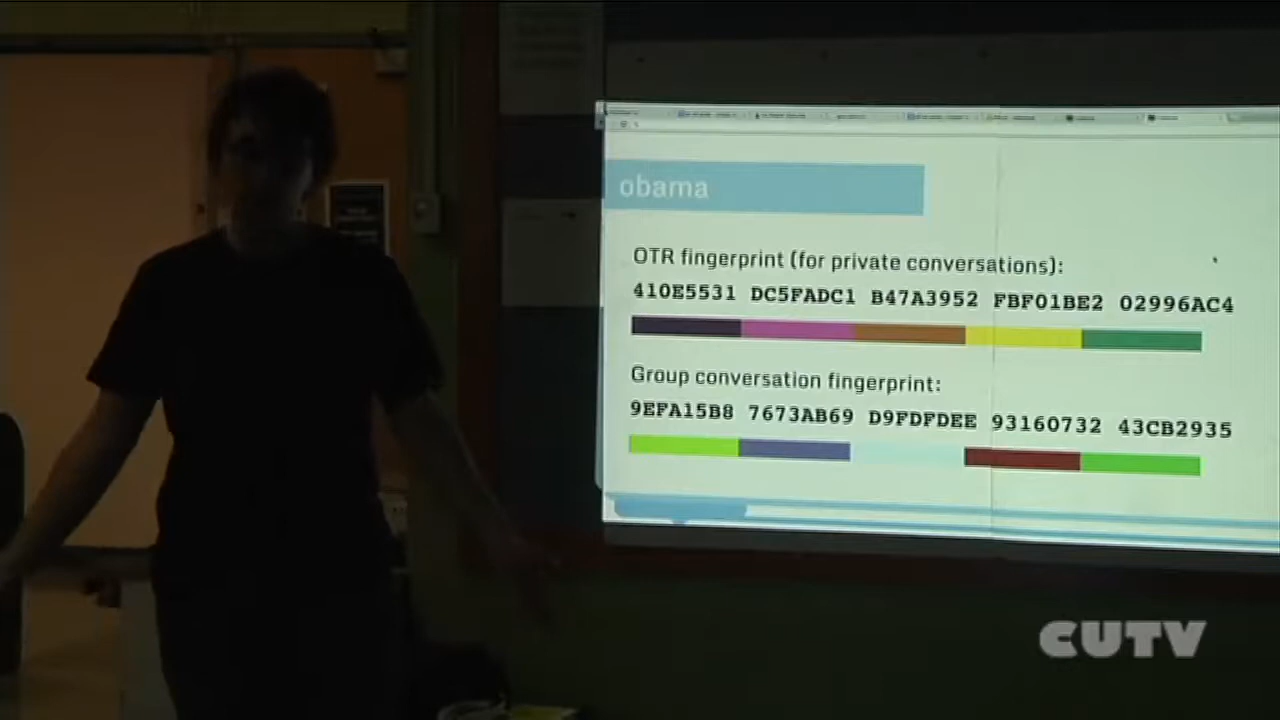 obama
OTR fingerprint (for private conversations):
410E5531 DC5FADC1 B47A3952 FBF01BE2 02996AC4
Group conversation fingerprint:
9EFA15B8 7673AB69 D9FDFDEE 93160732 43CB2935
CUTV